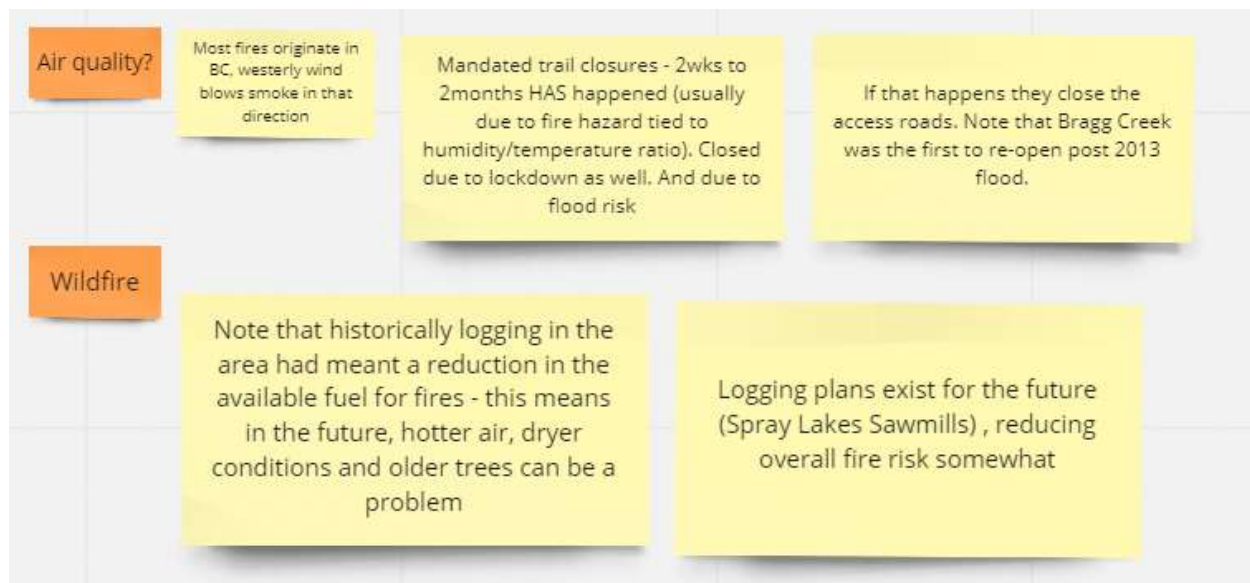 Air quality?
Most fires originate in
BC, westerly wind
blows smoke in that
direction
Mandated trail closures - 2wks to
2months HAS happened (usually
due to fire hazard tied to
humidity/temperature ratio). Closed
due to lockdown as well. And due to
flood risk
If that happens they close the
access roads. Note that Bragg Creek
was the first to re-open post 2013
flood.
Wildfire
Note that historically logging in the
area had meant a reduction in the
available fuel for fires - this means
in the future, hotter air, dryer
conditions and older trees can be a
problem
Logging plans exist for the future
(Spray Lakes Sawmills) , reducing
overall fire risk somewhat